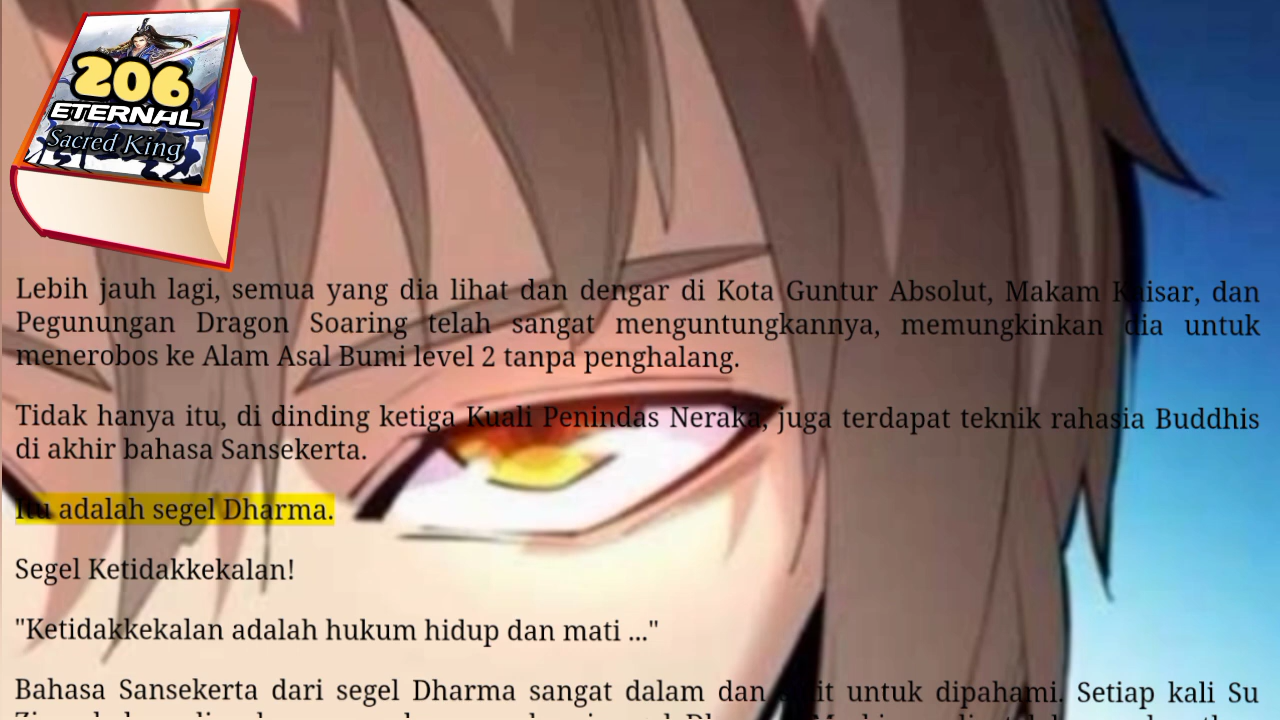 206
ETERNAL
Sacred King
Lebih jauh lagi, semua yang dia lihat dan dengar di Kota Guntur Absolut, Makam Kaisar, dan
Pegunungan Dragon Soaring telah sangat menguntungkannya, memungkinkan dia untuk
menerobos ke Alam Asal Bumi level 2 tanpa penghalang.
Tidak hanya itu, di dinding ketiga Kuali Penindas Neraka, juga terdapat teknik rahasia Buddhis
di akhir bahasa Sansekerta.
Itu adalah segel Dharma.
Segel Ketidakkekalan!
"Ketidakkekalan adalah hukum hidup dan mati ..."
Bahasa Sansekerta dari segel Dharma sangat dalam dan untuk dipahami. Setiap kali Su